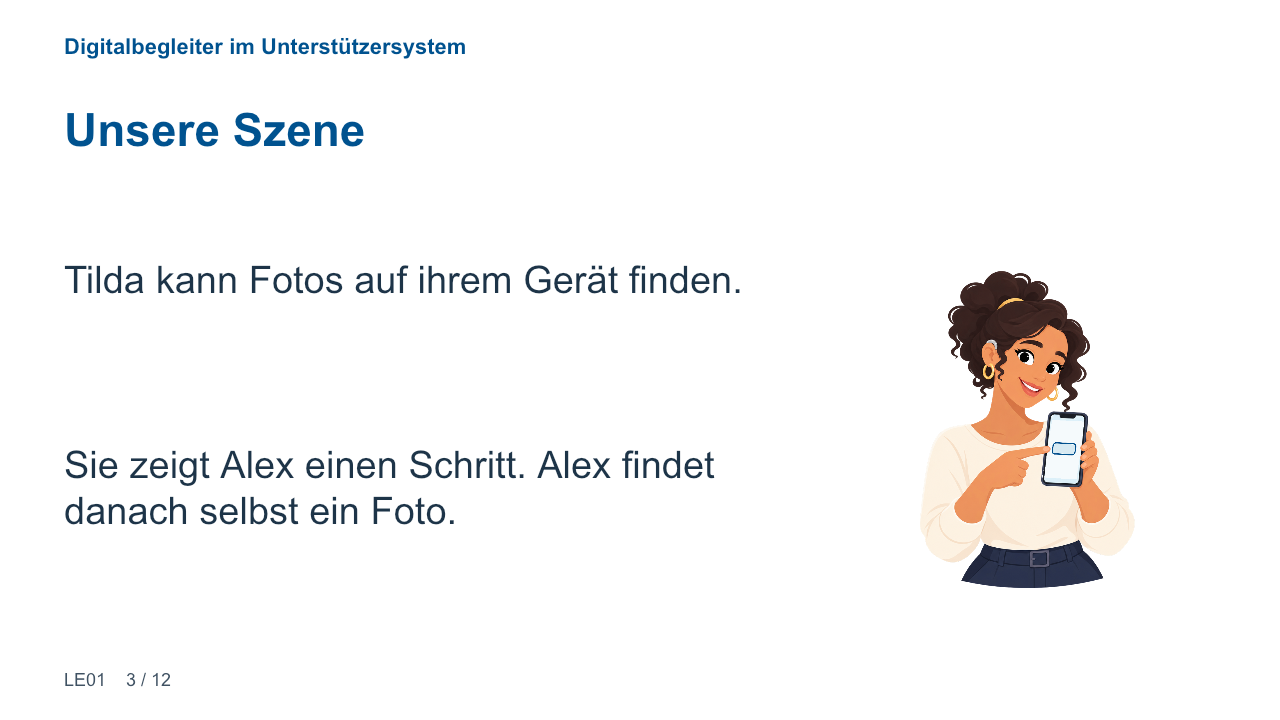 Digitalbegleiter im Unterstützersystem
Unsere Szene
Tilda kann Fotos auf ihrem Gerät finden.
Sie zeigt Alex einen Schritt. Alex findet
danach selbst ein Foto.
LE01 3 / 12